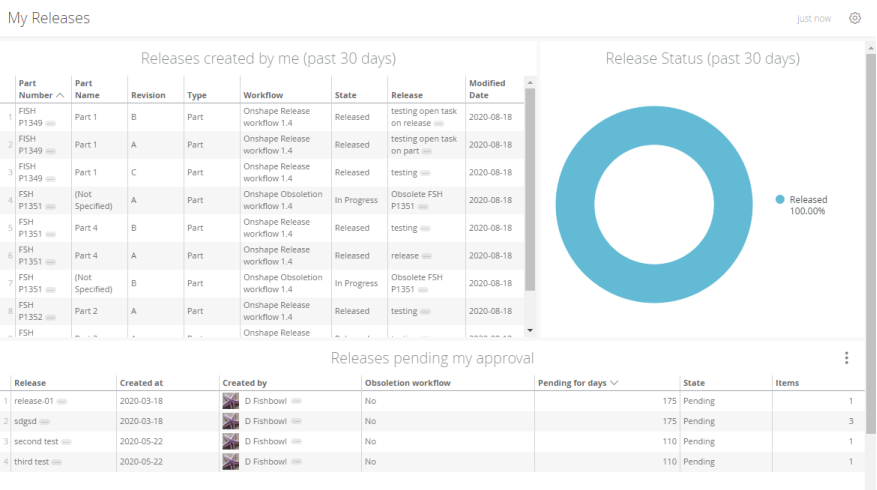 My Releases
just now
Releases created by me (past 30 days)
Part Number Part Name Revision Type Workflow State Release Modified Date
1 FISH P1349 Part 1 B Part Onshape Release workflow 1.4 Released testing open task on release 2020-08-18
2 FISH P1349 Part 1 A Part Onshape Release workflow 1.4 Released testing open task on part 2020-08-18
3 FISH P1349 Part 1 C Part Onshape Release workflow 1.4 Released testing 2020-08-18
4 FSH P1351 (Not Specified) A Part Onshape Obsoletion workflow 1.4 In Progress Obsolete FSH P1351 2020-08-18
5 FSH P1351 Part 4 B Part Onshape Release workflow 1.4 Released testing 2020-08-18
6 FSH P1351 Part 4 A Part Onshape Release workflow 1.4 Released release 2020-08-18
7 FSH P1351 (Not Specified) B Part Onshape Obsoletion workflow 1.4 In Progress Obsolete FSH P1351 2020-08-18
8 FSH P1352 Part 2 A Part Onshape Release workflow 1.4 Released testing 2020-08-18
FSH Onshape Release
Release Status (past 30 days)
Released
100.00%
Releases pending my approval
Release Created at Created by Obsoletion workflow Pending for days State Items
1 release-01 2020-03-18 D Fishbowl No 175 Pending 1
2 sdgsd 2020-03-18 D Fishbowl No 175 Pending 3
3 second test 2020-05-22 D Fishbowl No 110 Pending 1
4 third test 2020-05-22 D Fishbowl No 110 Pending 1